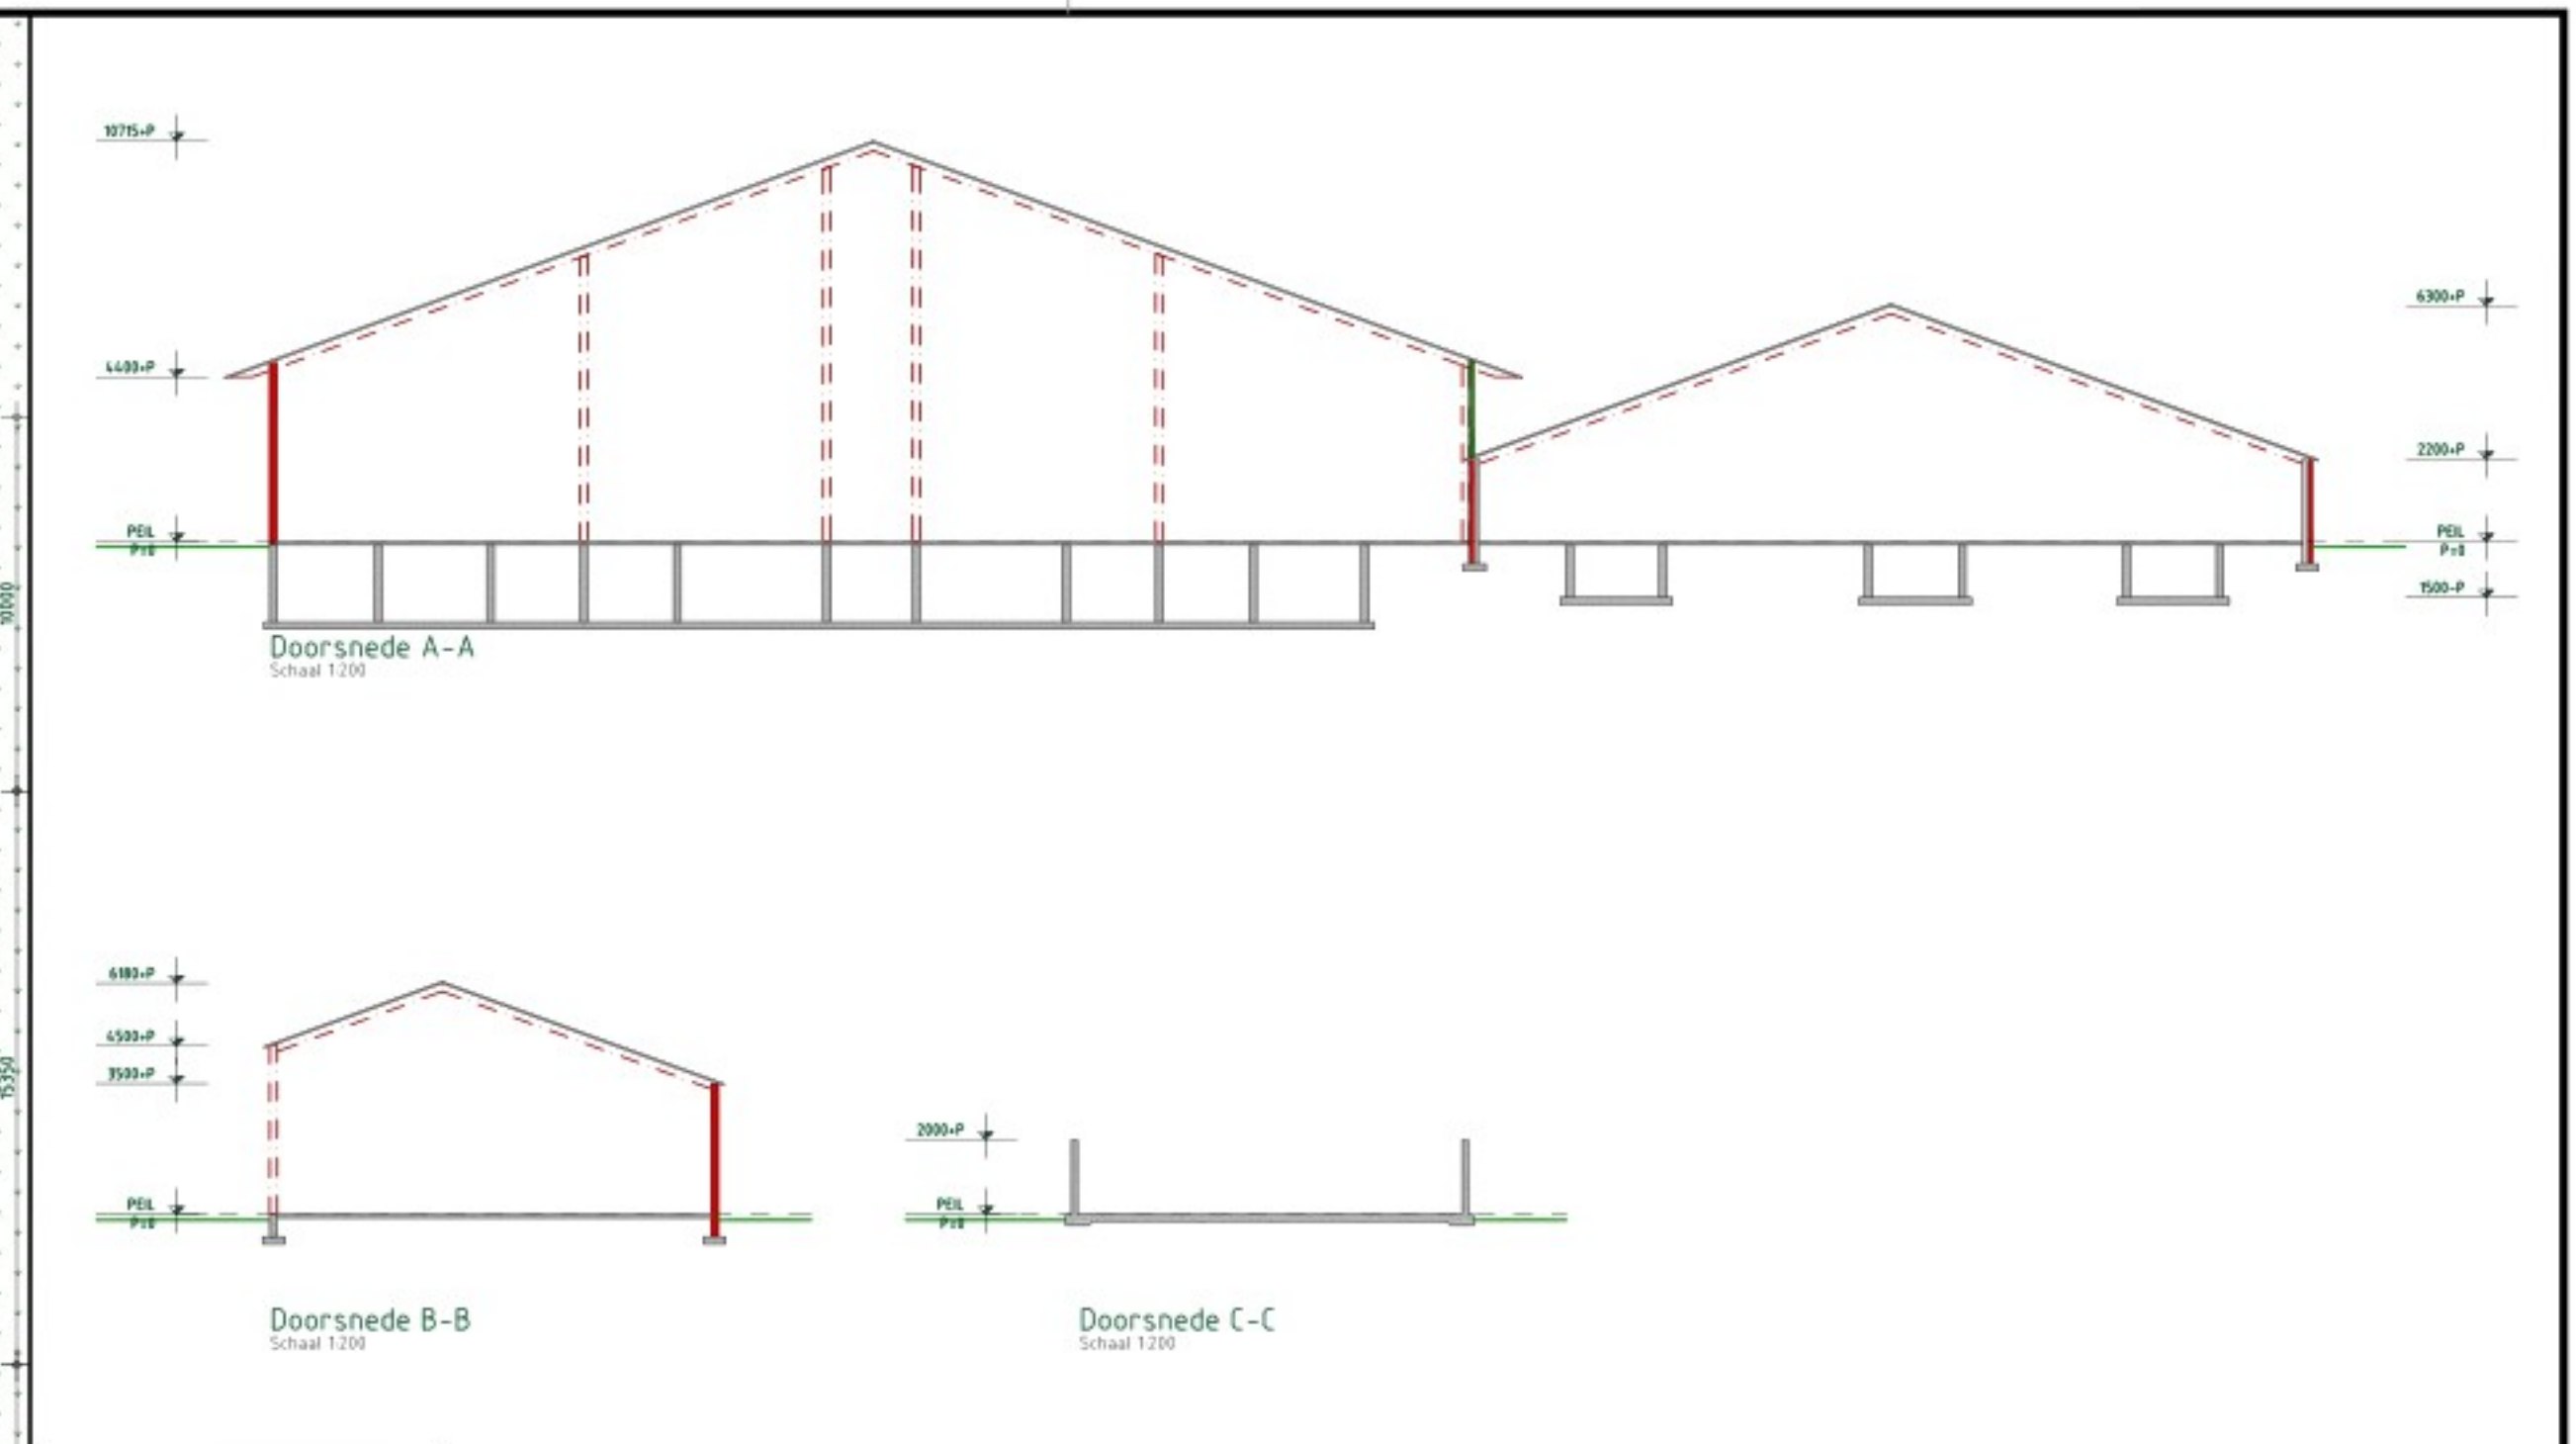 10715+P
4400+P
PEIL
P=0
6300+P
2200+P
PEIL
P=0
1500-P
10000
Doorsnede A-A
Schaal 1:200
6180+P
4500+P
3500+P
PEIL
P=0
15350
2000+P
PEIL
P=0
Doorsnede B-B
Schaal 1:200
Doorsnede C-C
Schaal 1:200